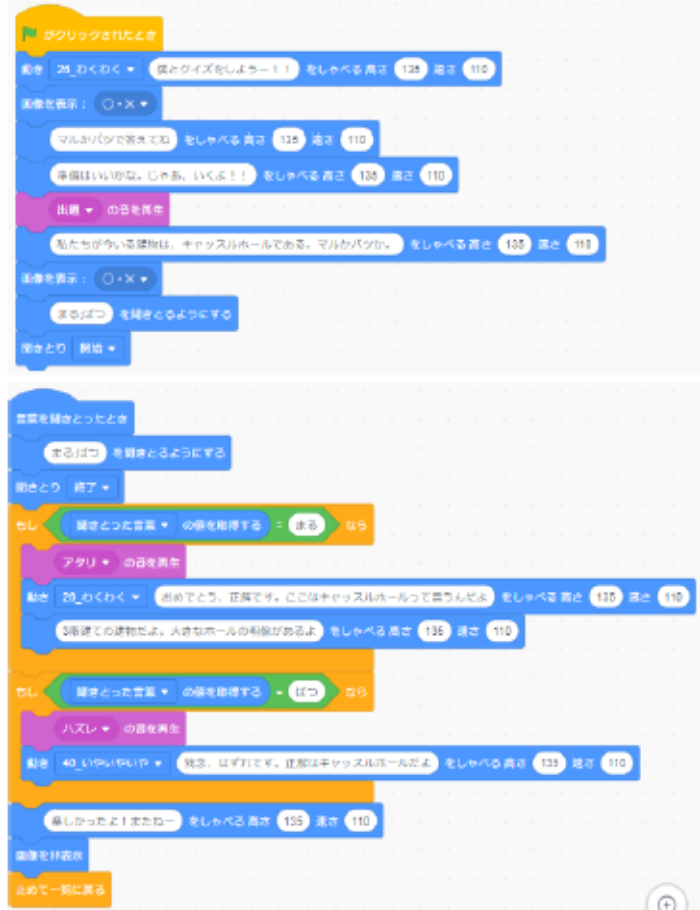 がクリックされたとき
動き 26_わくわく 僕とクイズをしようー！！ をしゃべる 高さ 135 速さ 110
画像を表示： 〇・×
マルかバツで答えてね をしゃべる 高さ 135 速さ 110
準備はいいかな。じゃあ、いくよ！！ をしゃべる 高さ 135 速さ 110
出題 の音を再生
私たちが今いる建物は、キャッスルホールである。マルかバツか。 をしゃべる 高さ 135 速さ 110
画像を表示： 〇・×
まる;ばつ を聞きとるようにする
聞きとり 開始
言葉を聞きとったとき
まる;ばつ を聞きとるようにする
聞きとり 終了
もし 聞きとった言葉 の値を取得する = まる なら
アタリ の音を再生
動き 26_わくわく おめでとう、正解です。ここはキャッスルホールって言うんだよ をしゃべる 高さ 135 速さ 110
3階建ての建物だよ。大きなホールの明像があるよ をしゃべる 高さ 135 速さ 110
もし 聞きとった言葉 の値を取得する = ばつ なら
ハズレ の音を再生
動き 40_いやいやいや 残念、はずれです。正解はキャッスルホールだよ をしゃべる 高さ 135 速さ 110
楽しかったよ！またねー をしゃべる 高さ 135 速さ 110
画像を非表示
止めて一覧に戻る